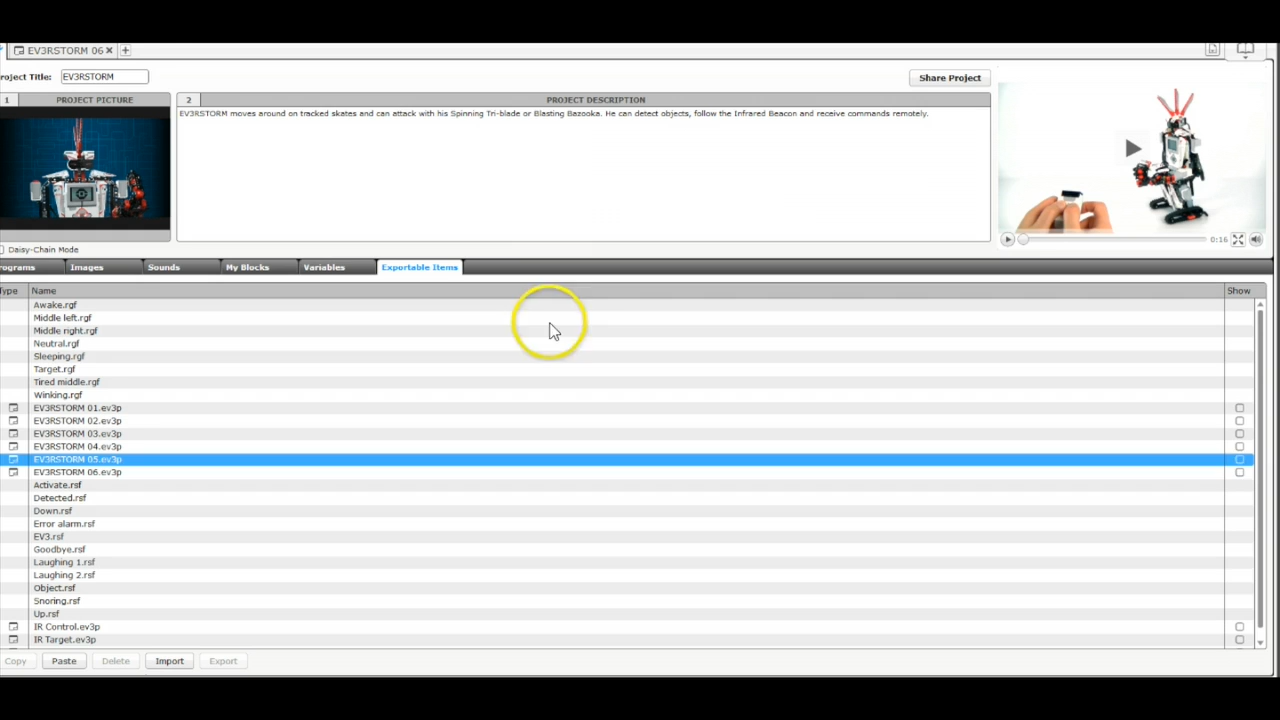 EV3RSTORM 06
roject Title: EV3RSTORM
Share Project
1 PROJECT PICTURE
2 PROJECT DESCRIPTION
EV3RSTORM moves around on tracked skates and can attack with his Spinning Tri-blade or Blasting Bazooka. He can detect objects, follow the Infrared Beacon and receive commands remotely.
0:16
Daisy-Chain Mode
rograms Images Sounds My Blocks Variables Exportable Items
Type Name Show
Awake.rgf
Middle left.rgf
Middle right.rgf
Neutral.rgf
Sleeping.rgf
Target.rgf
Tired middle.rgf
Winking.rgf
EV3RSTORM 01.ev3p
EV3RSTORM 02.ev3p
EV3RSTORM 03.ev3p
EV3RSTORM 04.ev3p
EV3RSTORM 05.ev3p
EV3RSTORM 06.ev3p
Activate.rsf
Detected.rsf
Down.rsf
Error alarm.rsf
EV3.rsf
Goodbye.rsf
Laughing 1.rsf
Laughing 2.rsf
Object.rsf
Snoring.rsf
Up.rsf
IR Control.ev3p
IR Target.ev3p
Copy Paste Delete Import Export